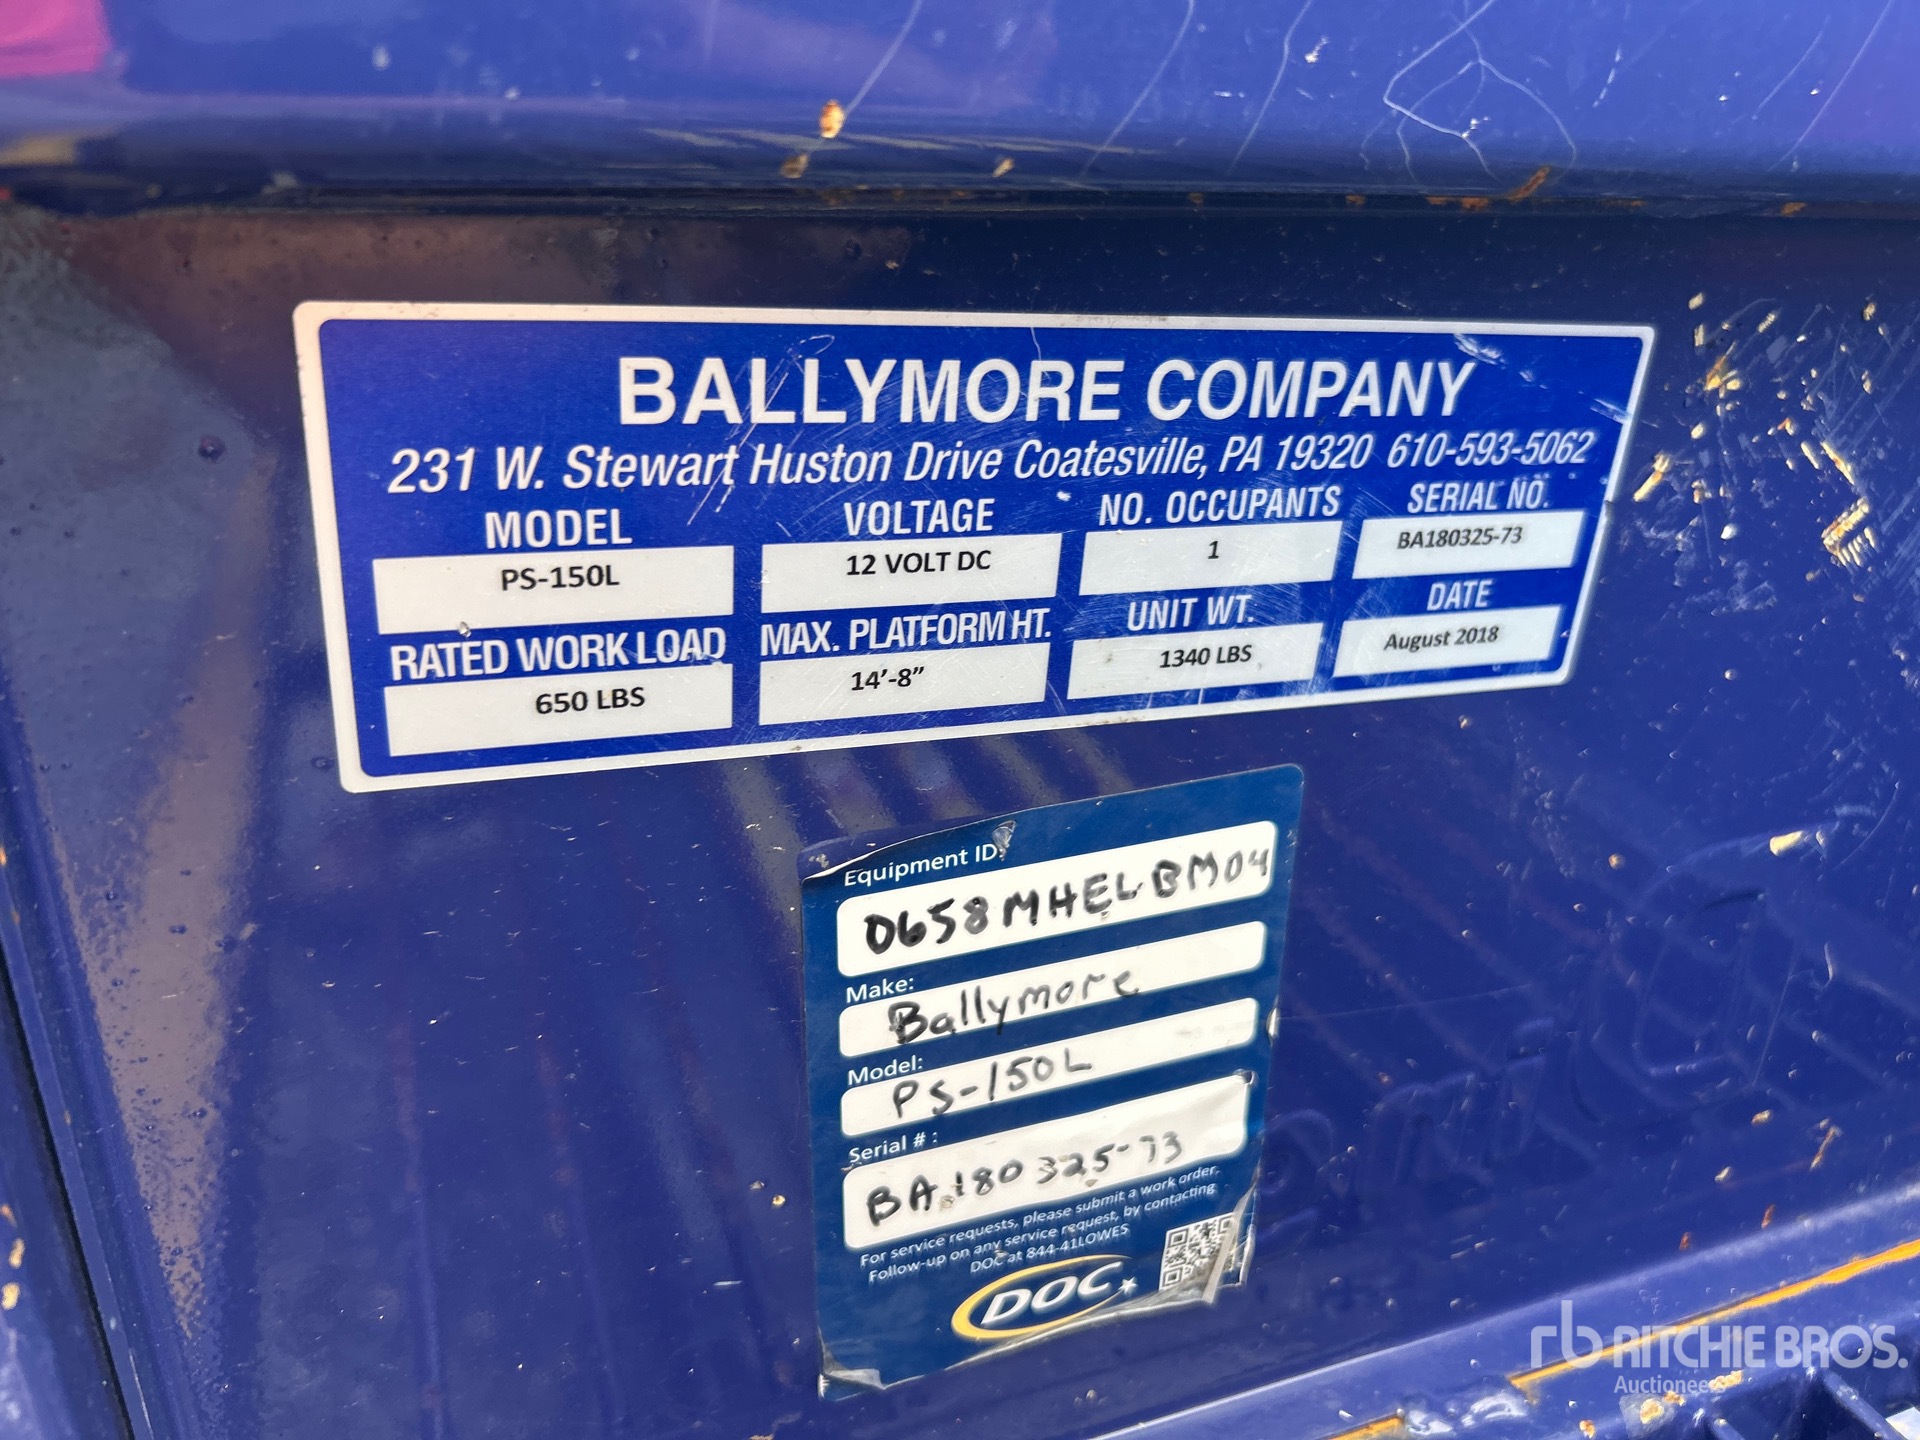 BALLYMORE COMPANY
231 W. Stewart Huston Drive Coatesville, PA 19320 610-593-5062
MODEL VOLTAGE NO. OCCUPANTS SERIAL NO.
PS-150L 12 VOLT DC 1 BA180325-73
RATED WORK LOAD MAX. PLATFORM HT. UNIT WT. DATE
650 LBS 14'-8" 1340 LBS August 2018
Equipment ID:
0658MHELBM04
Make:
Ballymore
Model:
PS-150L
Serial # :
BA180325-73
For service requests, please submit a work order.
Follow-up on any service request, by contacting
DOC at 844-41LOWES
DOC
rb RITCHIE BROS.
Auctioneers